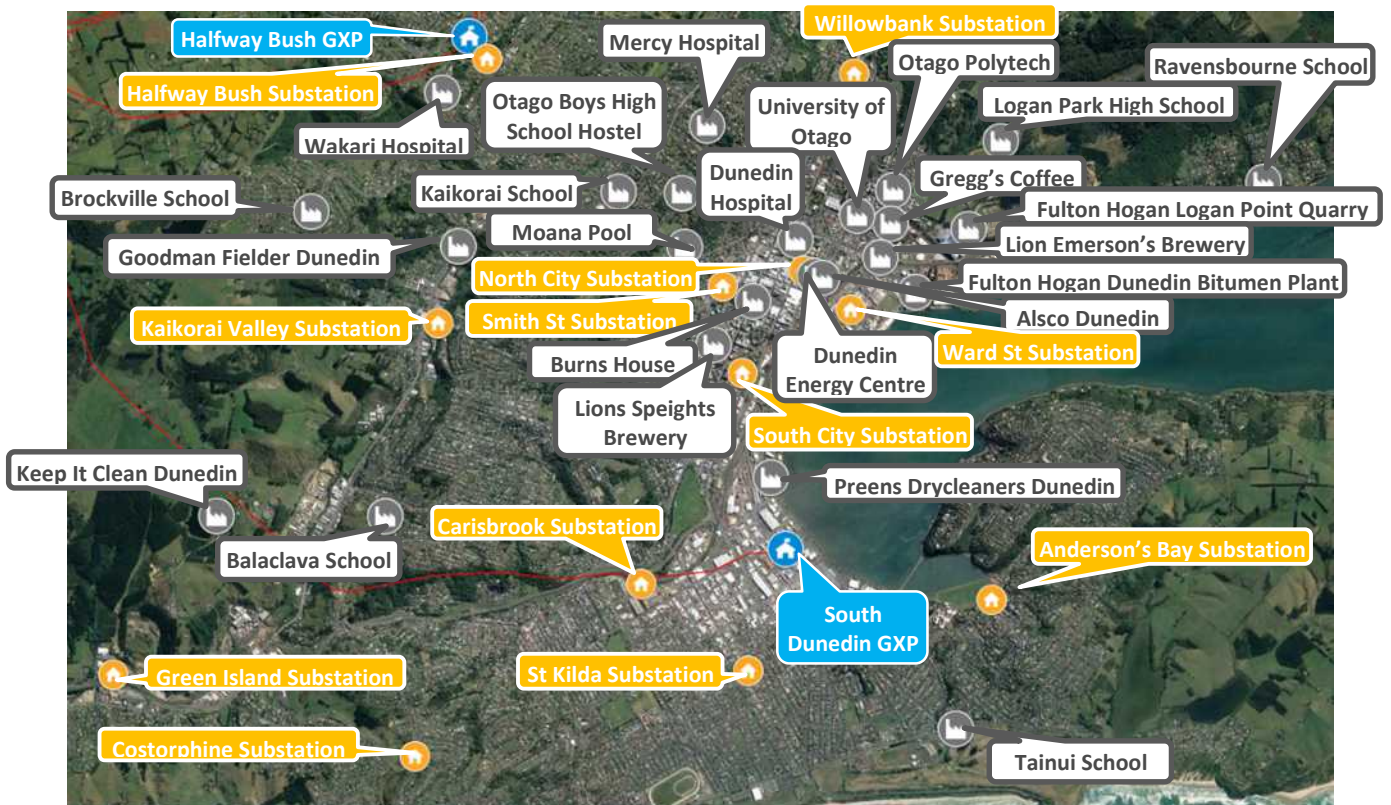 Willowbank Substation
Halfway Bush GXP
Mercy Hospital
Otago Polytech
Ravensbourne School
Halfway Bush Substation
Otago Boys High
School Hostel
University of
Otago
Logan Park High School
Wakari Hospital
Kaikorai School
Dunedin
Hospital
Gregg's Coffee
Brockville School
Fulton Hogan Logan Point Quarry
Moana Pool
Goodman Fielder Dunedin
Lion Emerson's Brewery
North City Substation
Fulton Hogan Dunedin Bitumen Plant
Smith St Substation
Kaikorai Valley Substation
Alsco Dunedin
Burns House
Dunedin
Energy Centre
Ward St Substation
Lions Speights
Brewery
South City Substation
Keep It Clean Dunedin
Preens Drycleaners Dunedin
Carisbrook Substation
Balaclava School
Anderson's Bay Substation
South
Dunedin GXP
Green Island Substation
St Kilda Substation
Costorphine Substation
Tainui School